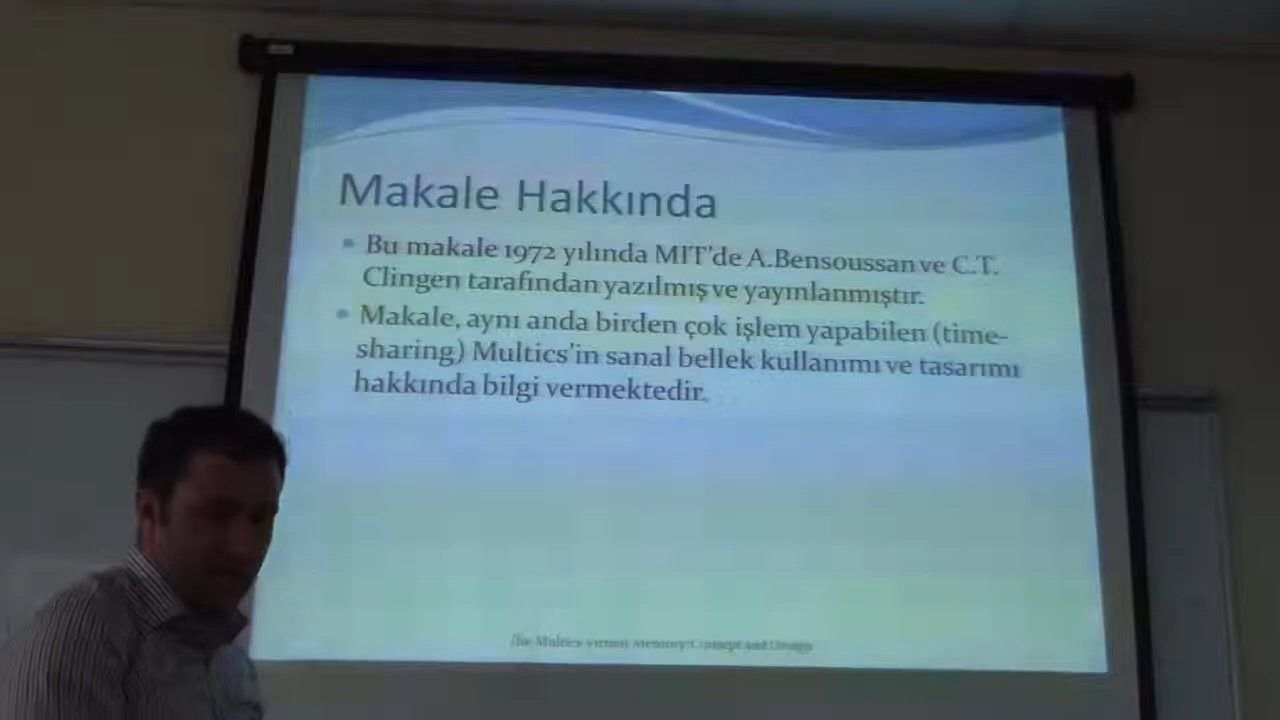 Makale Hakkında
Bu makale 1972 yılında MIT'de A.Bensoussan ve C.T.
Clingen tarafından yazılmış ve yayınlanmıştır.
Makale, aynı anda birden çok işlem yapabilen (time-
sharing) Multics'in sanal bellek kullanımı ve tasarımı
hakkında bilgi vermektedir.
The Multics Virtual Memory:Concept and Design